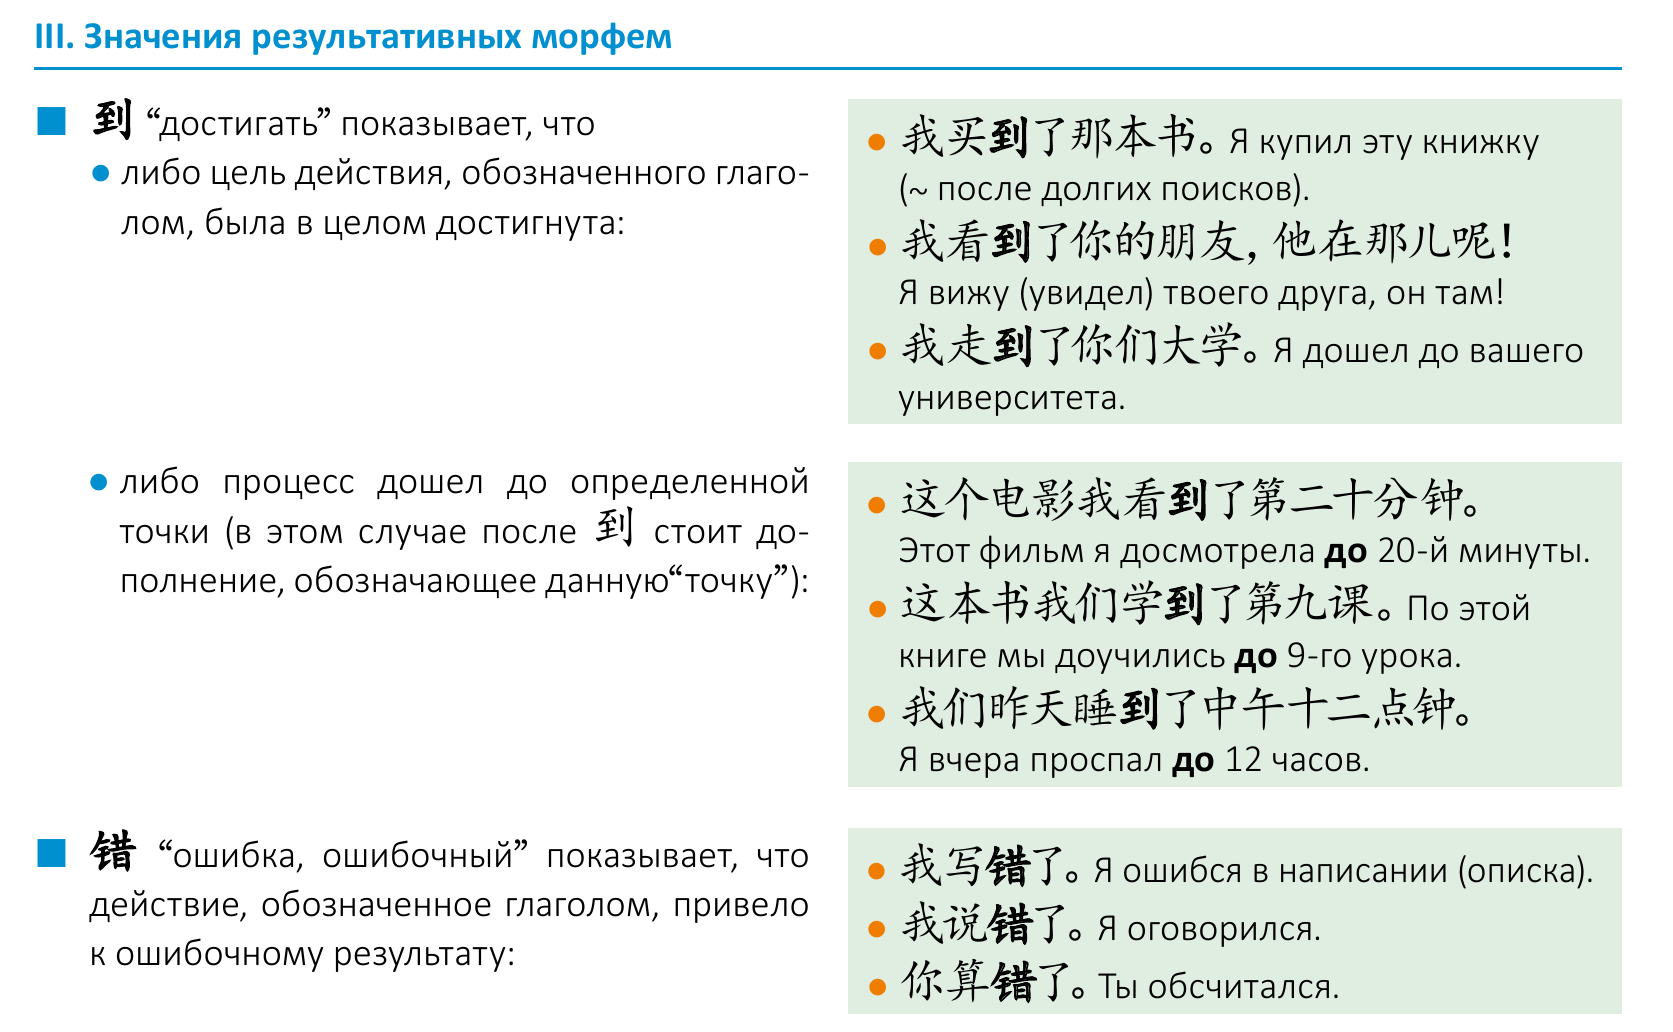 III. Значения результативных морфем
到 “достигать” показывает, что
• либо цель действия, обозначенного глаго-
лом, была в целом достигнута:
• 我买到了那本书。Я купил эту книжку
(~ после долгих поисков).
• 我看到了你的朋友, 他在那儿呢!
Я вижу (увидел) твоего друга, он там!
• 我走到了你们大学。Я дошел до вашего
университета.
• либо процесс дошел до определенной
точки (в этом случае после 到 стоит до-
полнение, обозначающее данную“точку”):
• 这个电影我看到了第二十分钟。
Этот фильм я досмотрела до 20-й минуты.
• 这本书我们学到了第九课。По этой
книге мы доучились до 9-го урока.
• 我们昨天睡到了中午十二点钟。
Я вчера проспал до 12 часов.
错 “ошибка, ошибочный” показывает, что
действие, обозначенное глаголом, привело
к ошибочному результату:
• 我写错了。Я ошибся в написании (описка).
• 我说错了。Я оговорился.
• 你算错了。Ты обсчитался.